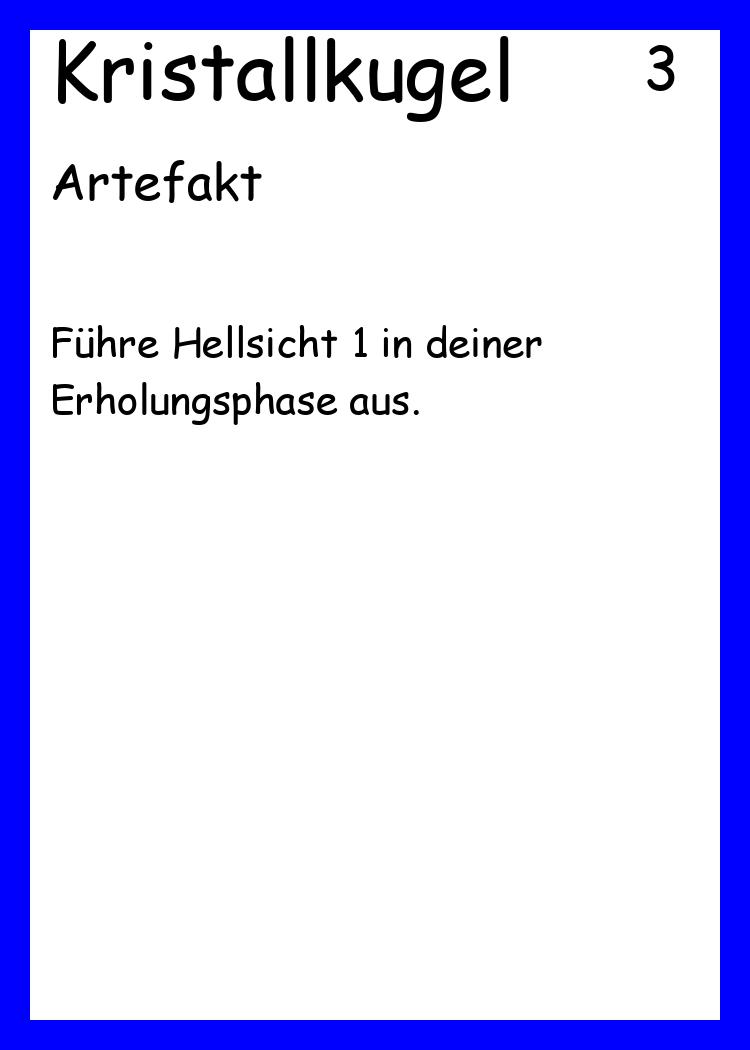 Kristallkugel 3
Artefakt
Führe Hellsicht 1 in deiner
Erholungsphase aus.